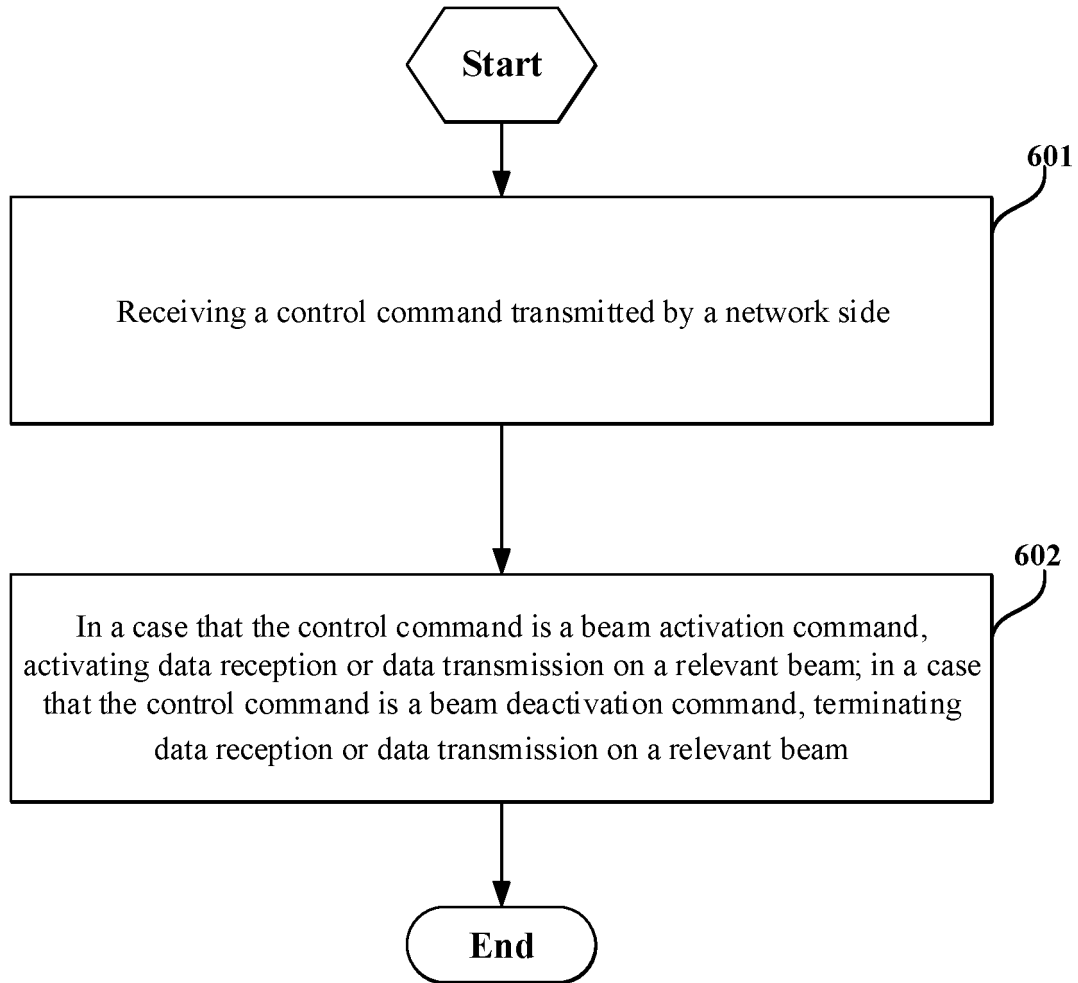 Start
601
Receiving a control command transmitted by a network side
602
In a case that the control command is a beam activation command,
activating data reception or data transmission on a relevant beam; in a case
that the control command is a beam deactivation command, terminating
data reception or data transmission on a relevant beam
End